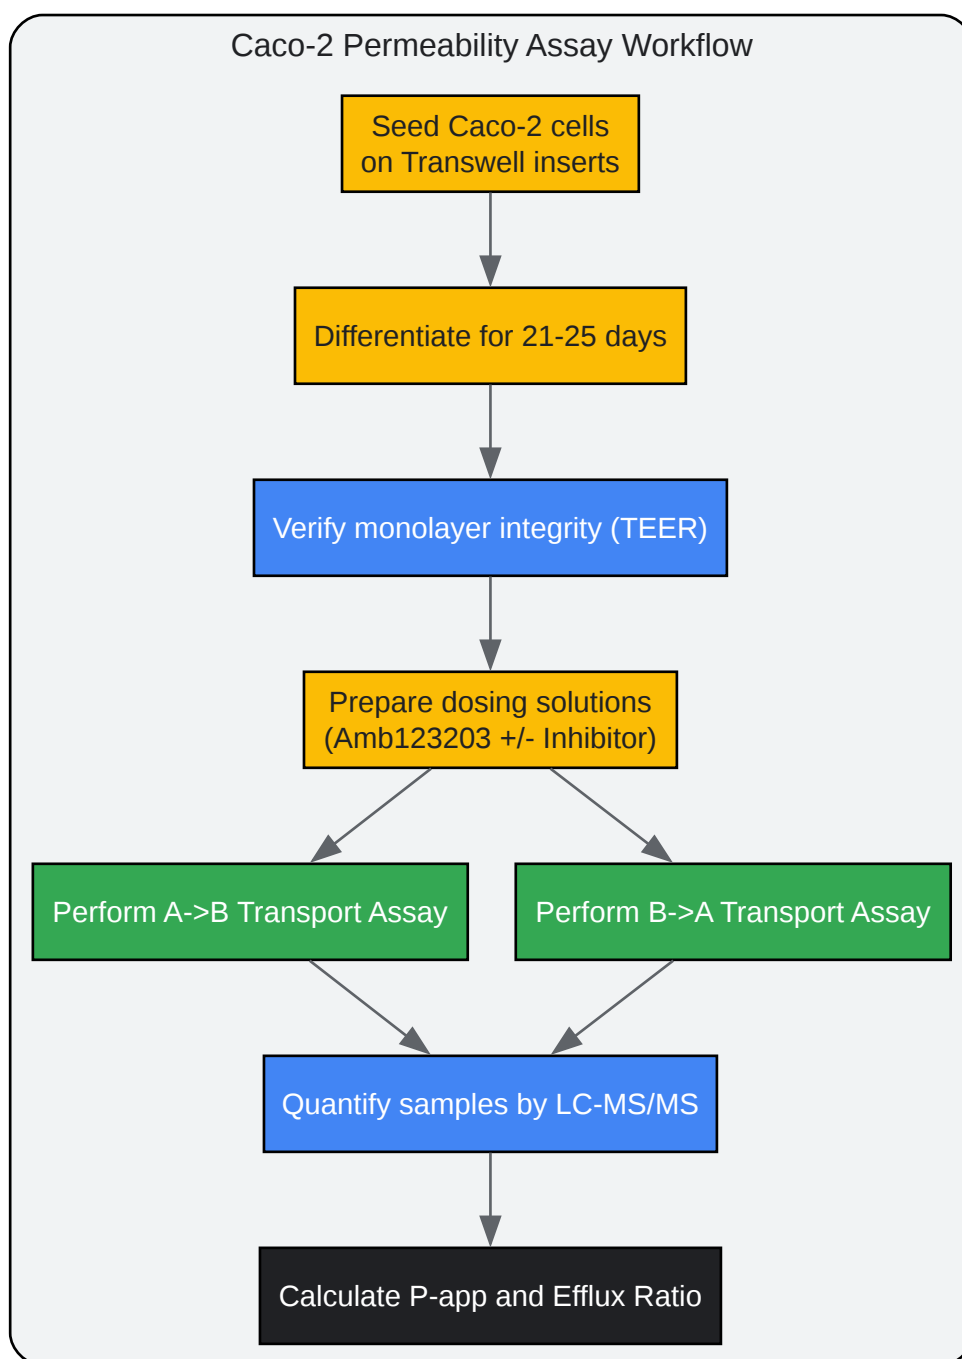 Caco-2 Permeability Assay Workflow
Seed Caco-2 cells
on Transwell inserts
Differentiate for 21-25 days
Verify monolayer integrity (TEER)
Prepare dosing solutions
(Amb123203 +/- Inhibitor)
Perform A->B Transport Assay
Perform B->A Transport Assay
Quantify samples by LC-MS/MS
Calculate P-app and Efflux Ratio